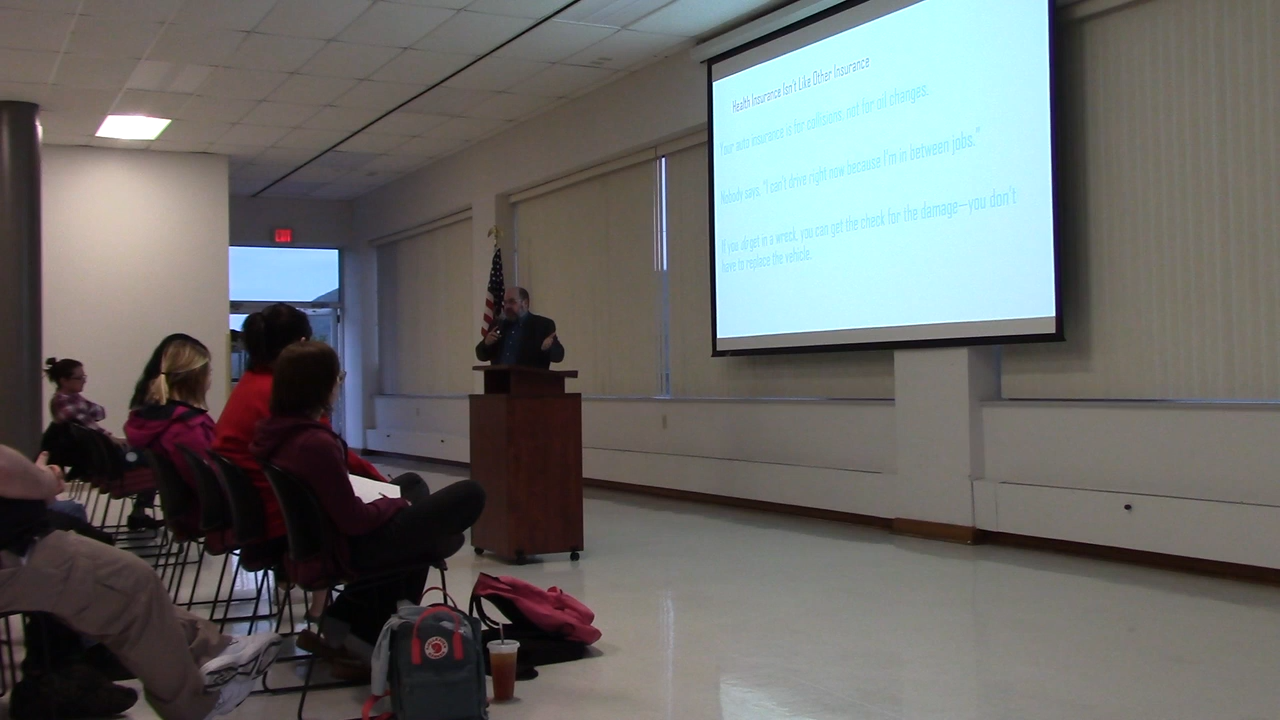 Health Insurance Isn't Like Other Insurance
Your auto insurance is for collisions, not for oil changes.
Nobody says, "I can't drive right now because I'm in between jobs."
If you do get in a wreck, you can get the check for the damage—you don't
have to replace the vehicle.
EXIT